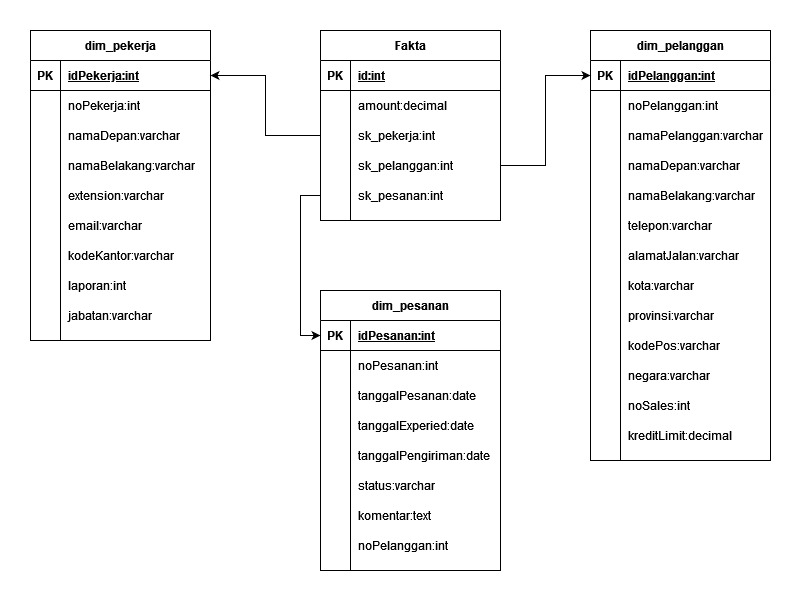 dim_pekerja
PK idPekerja:int
noPekerja:int
namaDepan:varchar
namaBelakang:varchar
extension:varchar
email:varchar
kodeKantor:varchar
laporan:int
jabatan:varchar
Fakta
PK id:int
amount:decimal
sk_pekerja:int
sk_pelanggan:int
sk_pesanan:int
dim_pesanan
PK idPesanan:int
noPesanan:int
tanggalPesanan:date
tanggalExperied:date
tanggalPengiriman:date
status:varchar
komentar:text
noPelanggan:int
dim_pelanggan
PK idPelanggan:int
noPelanggan:int
namaPelanggan:varchar
namaDepan:varchar
namaBelakang:varchar
telepon:varchar
alamatJalan:varchar
kota:varchar
provinsi:varchar
kodePos:varchar
negara:varchar
noSales:int
kreditLimit:decimal